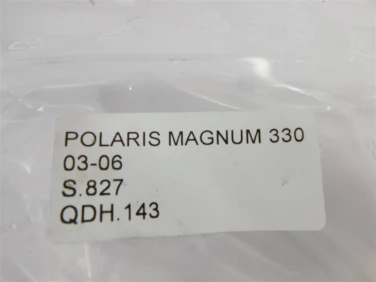 POLARIS MAGNUM 330
03-06
S.827
QDH.143